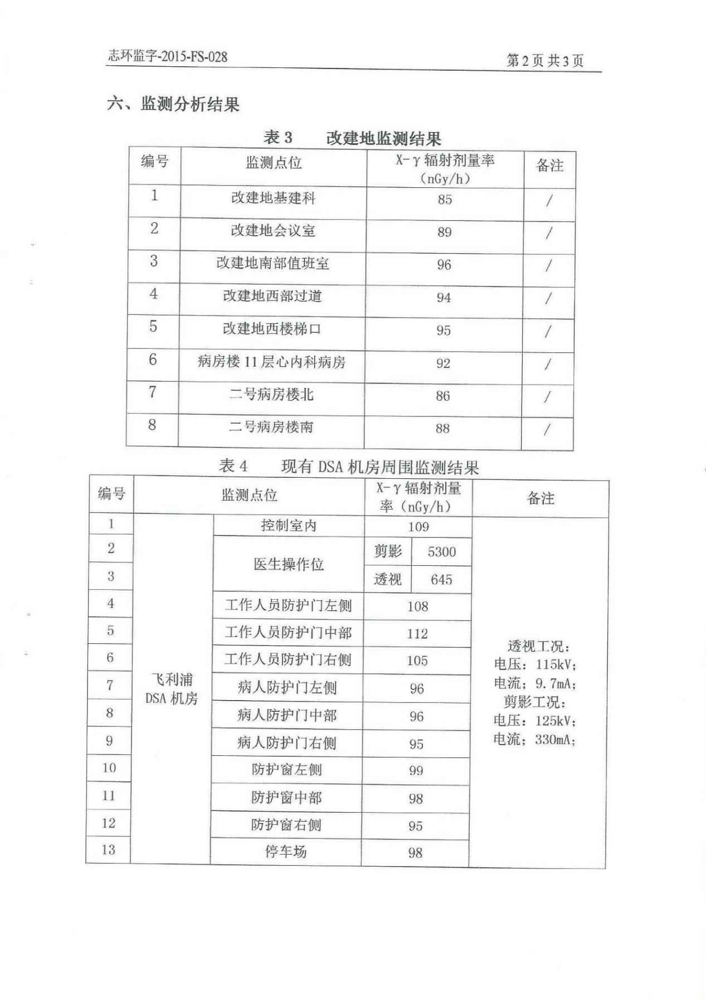 志环监字-2015-FS-028 第2页 共3页
六、监测分析结果
表3 改建地监测结果
编号 监测点位 X-γ辐射剂量率 备注
（nGy/h）
1 改建地基建科 85 /
2 改建地会议室 89 /
3 改建地南部值班室 96 /
4 改建地西部过道 94 /
5 改建地西楼梯口 95 /
6 病房楼11层心内科病房 92 /
7 二号病房楼北 86 /
8 二号病房楼南 88 /
表4 现有DSA机房周围监测结果
编号 监测点位 X-γ辐射剂量 备注
率（nGy/h）
1 控制室内 109
2 医生操作位 剪影 5300
3 透视 645
4 工作人员防护门左侧 108
5 工作人员防护门中部 112
6 工作人员防护门右侧 105
7 病人防护门左侧 96
8 病人防护门中部 96
9 病人防护门右侧 95
10 防护窗左侧 99
11 防护窗中部 98
12 防护窗右侧 95
13 停车场 98
飞利浦
DSA机房
透视工况：
电压：115kV；
电流；9.7mA；
剪影工况：
电压：125kV；
电流；330mA；